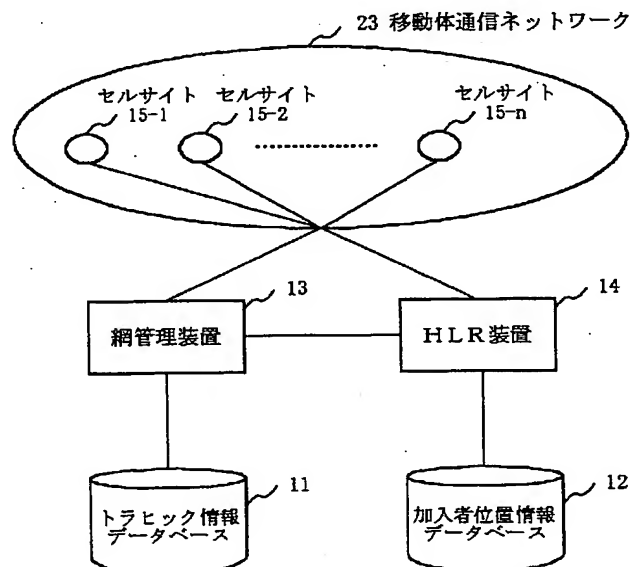 23 移動体通信ネットワーク
セルサイト
15-1
セルサイト
15-2
セルサイト
15-n
13
網管理装置
14
HLR装置
11
トラヒック情報
データベース
12
加入者位置情報
データベース